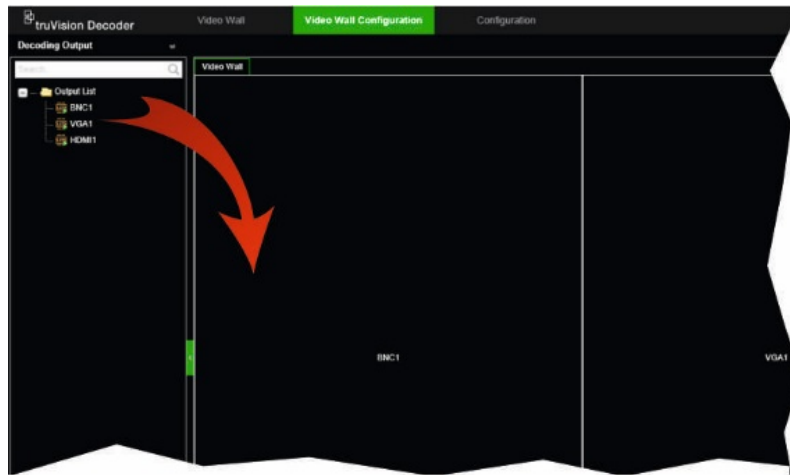 truVision Decoder
Video Wall
Video Wall Configuration
Configuration
Decoding Output
Search...
Video Wall
Output List
BNC1
VGA1
HDMI1
BNC1
VGA1